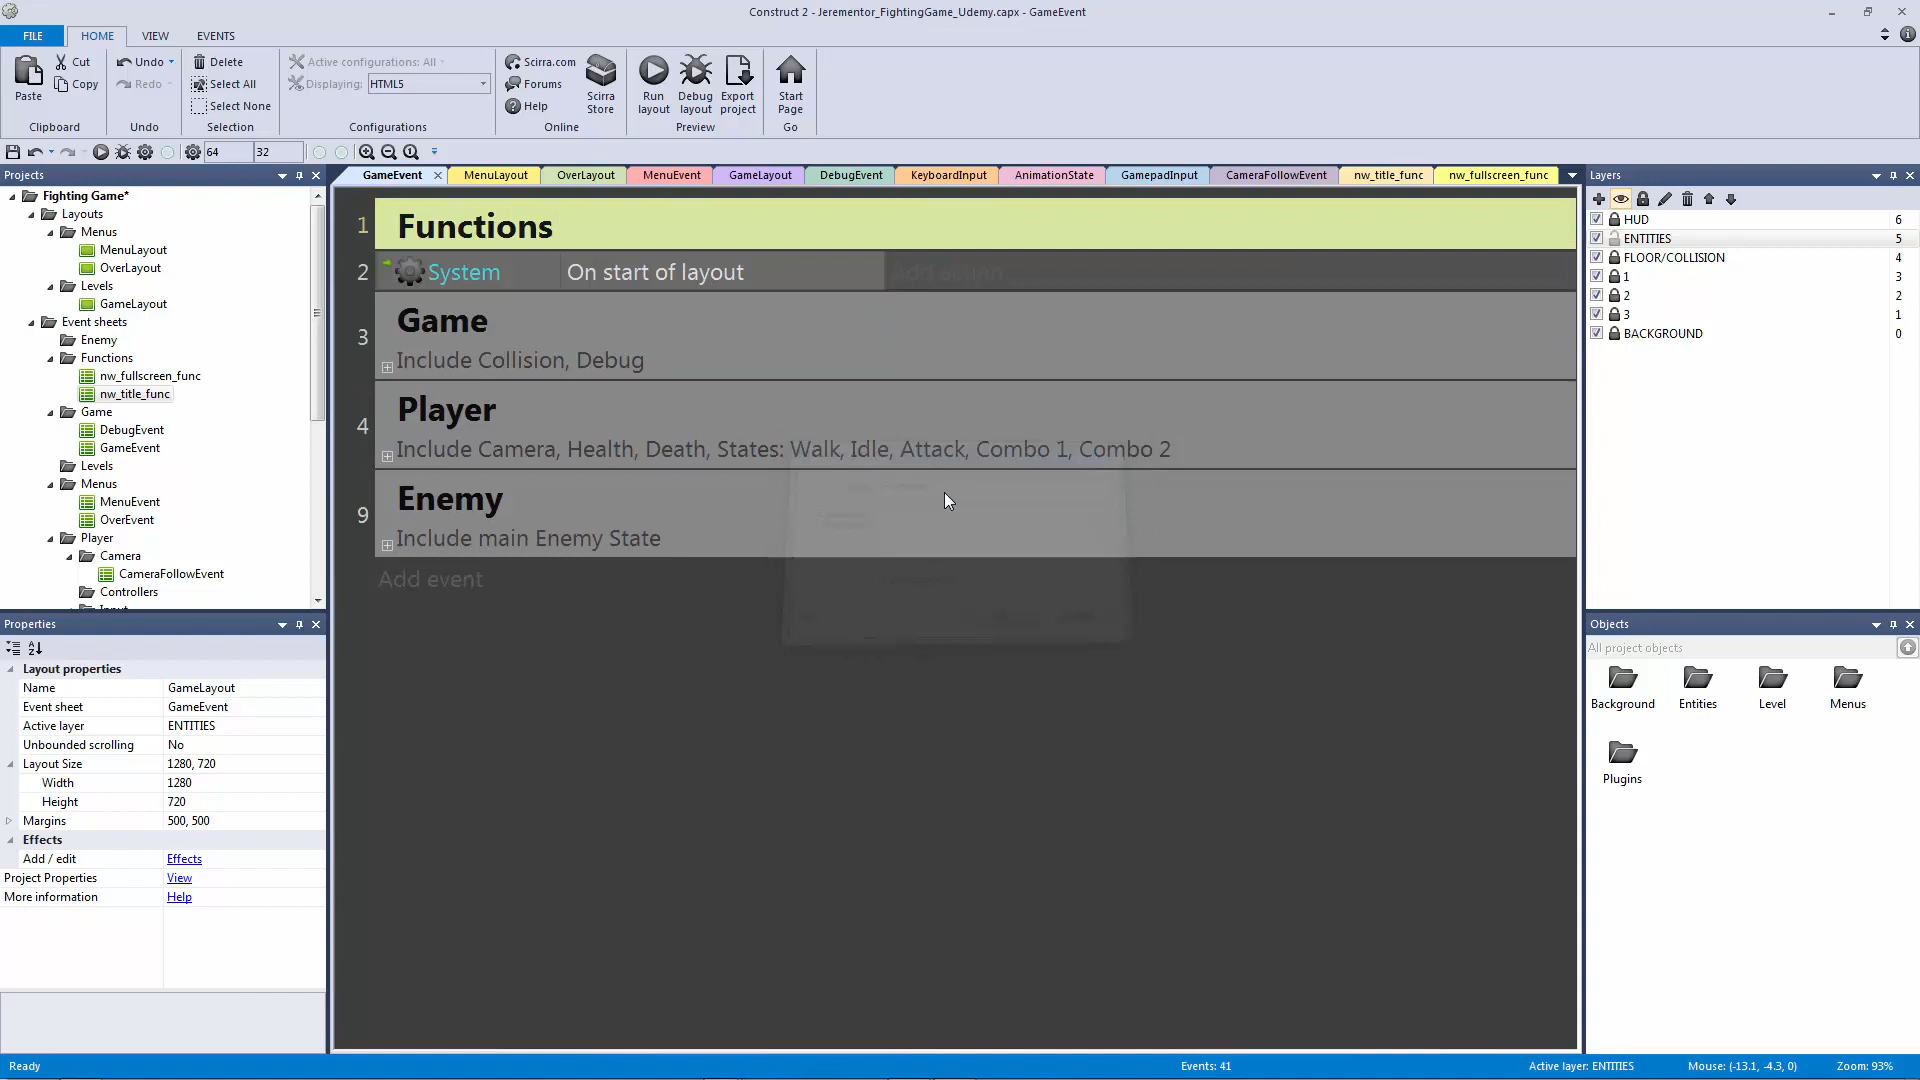 Construct 2 - Jerementor_FightingGame_Udemy.capx - GameEvent
FILE HOME VIEW EVENTS
Paste
Cut
Copy
Clipboard
Undo
Redo
Undo
Delete
Select All
Select None
Selection
Active configurations: All
Displaying: HTML5
Configurations
Scirra.com
Forums
Help
Scirra
Store
Online
Run
layout
Debug
layout
Export
project
Preview
Start
Page
Go
64 32
Projects
Fighting Game*
Layouts
Menus
MenuLayout
OverLayout
Levels
GameLayout
Event sheets
Enemy
Functions
nw_fullscreen_func
nw_title_func
Game
DebugEvent
GameEvent
Levels
Menus
MenuEvent
OverEvent
Player
Camera
CameraFollowEvent
Controllers
Input
Properties
Layout properties
Name GameLayout
Event sheet GameEvent
Active layer ENTITIES
Unbounded scrolling No
Layout Size 1280, 720
Width 1280
Height 720
Margins 500, 500
Effects
Add / edit Effects
Project Properties View
More information Help
GameEvent MenuLayout OverLayout MenuEvent GameLayout DebugEvent KeyboardInput AnimationState GamepadInput CameraFollowEvent nw_title_func nw_fullscreen_func
1 Functions
2 System On start of layout Add action
3 Game
Include Collision, Debug
4 Player
Include Camera, Health, Death, States: Walk, Idle, Attack, Combo 1, Combo 2
9 Enemy
Include main Enemy State
Add event
Layers
HUD 6
ENTITIES 5
FLOOR/COLLISION 4
1 3
2 2
3 1
BACKGROUND 0
Objects
All project objects
Background Entities Level Menus
Plugins
Ready Events: 41 Active layer: ENTITIES Mouse: (-13.1, -4.3, 0) Zoom: 93%